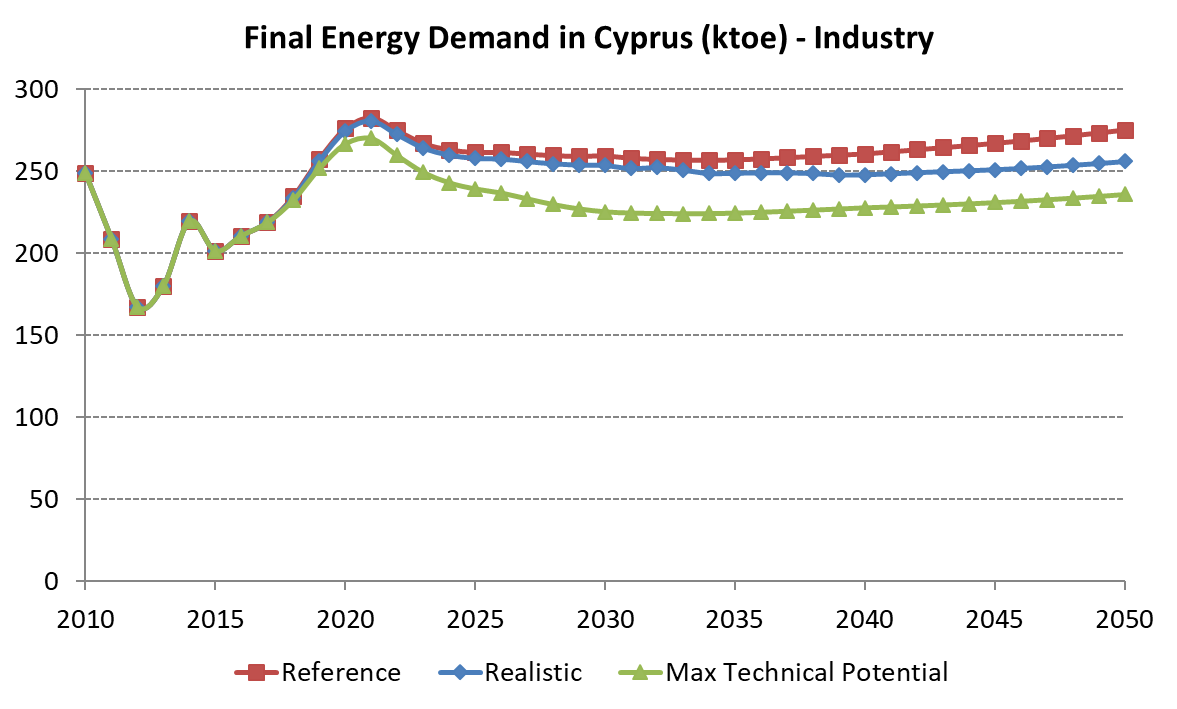 Final Energy Demand in Cyprus (ktoe) - Industry
300
250
200
150
100
50
0
2010 2015 2020 2025 2030 2035 2040 2045 2050
Reference Realistic Max Technical Potential